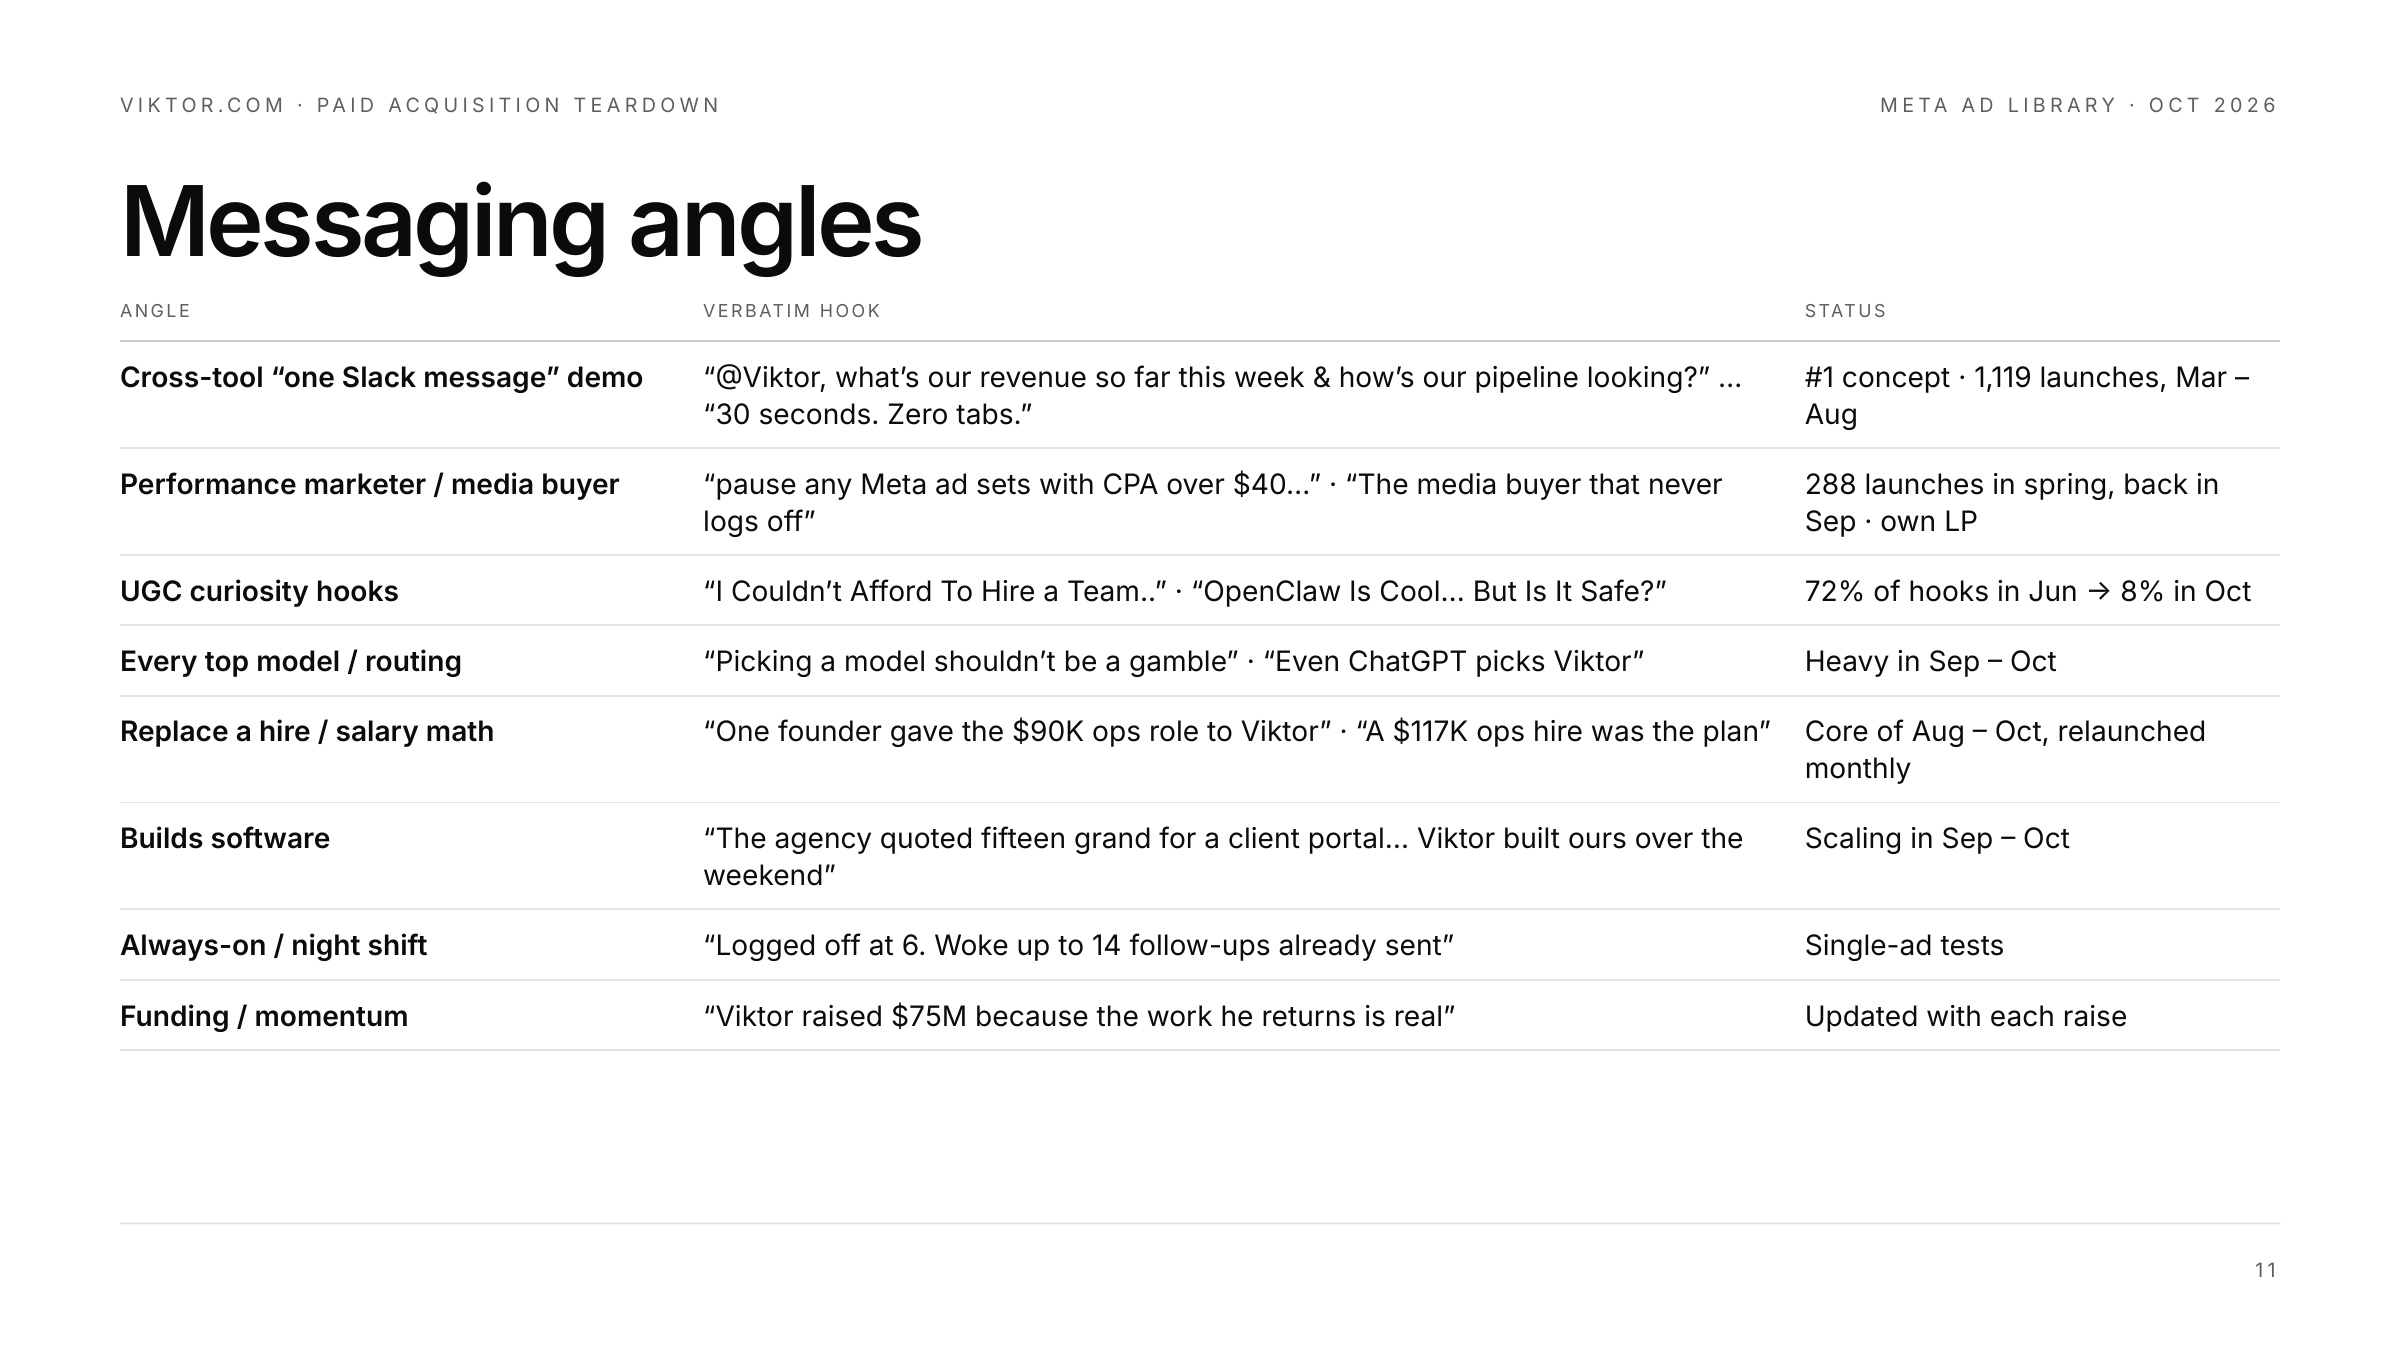 VIKTOR.COM · PAID ACQUISITION TEARDOWN
META AD LIBRARY · OCT 2026
Messaging angles
ANGLE
VERBATIM HOOK
STATUS
Cross-tool “one Slack message” demo
“@Viktor, what’s our revenue so far this week & how’s our pipeline looking?” …
“30 seconds. Zero tabs.”
#1 concept · 1,119 launches, Mar –
Aug
Performance marketer / media buyer
“pause any Meta ad sets with CPA over $40…” · “The media buyer that never
logs off”
288 launches in spring, back in
Sep · own LP
UGC curiosity hooks
“I Couldn’t Afford To Hire a Team..” · “OpenClaw Is Cool… But Is It Safe?”
72% of hooks in Jun → 8% in Oct
Every top model / routing
“Picking a model shouldn’t be a gamble” · “Even ChatGPT picks Viktor”
Heavy in Sep – Oct
Replace a hire / salary math
“One founder gave the $90K ops role to Viktor” · “A $117K ops hire was the plan”
Core of Aug – Oct, relaunched
monthly
Builds software
“The agency quoted fifteen grand for a client portal… Viktor built ours over the
weekend”
Scaling in Sep – Oct
Always-on / night shift
“Logged off at 6. Woke up to 14 follow-ups already sent”
Single-ad tests
Funding / momentum
“Viktor raised $75M because the work he returns is real”
Updated with each raise
11